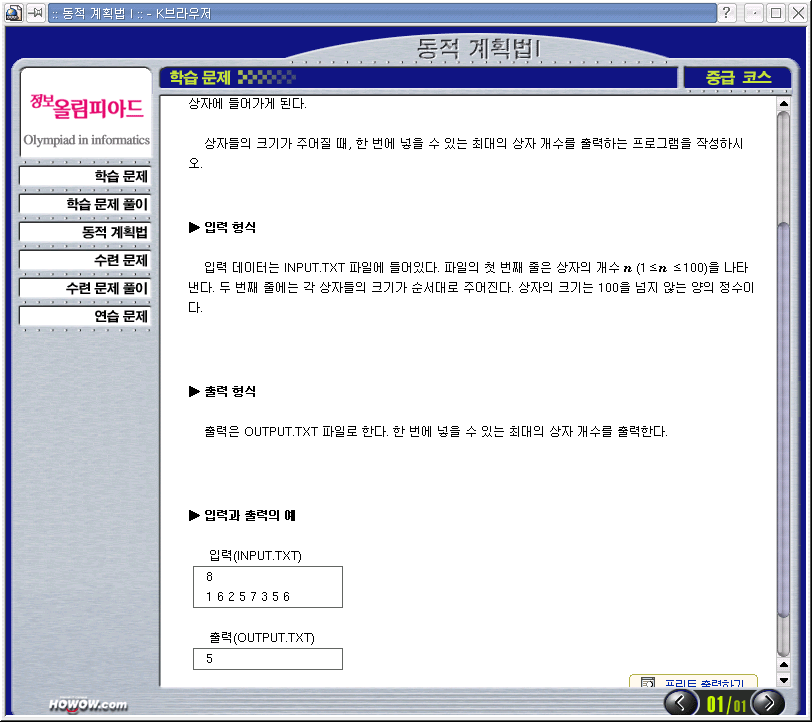 :: 동적 계획법 I :: - K브라우저
동적 계획법I
학습 문제
중급 코스
정보올림피아드
Olympiad in informatics
학습 문제
학습 문제 풀이
동적 계획법
수련 문제
수련 문제 풀이
연습 문제
상자에 들어가게 된다.
상자들의 크기가 주어질 때, 한 번에 넣을 수 있는 최대의 상자 개수를 출력하는 프로그램을 작성하시
오.
▶ 입력 형식
입력 데이터는 INPUT.TXT 파일에 들어있다. 파일의 첫 번째 줄은 상자의 개수 n (1≤n ≤100)을 나타
낸다. 두 번째 줄에는 각 상자들의 크기가 순서대로 주어진다. 상자의 크기는 100을 넘지 않는 양의 정수이
다.
▶ 출력 형식
출력은 OUTPUT.TXT 파일로 한다. 한 번에 넣을 수 있는 최대의 상자 개수를 출력한다.
▶ 입력과 출력의 예
입력(INPUT.TXT)
8
1 6 2 5 7 3 5 6
출력(OUTPUT.TXT)
5
프린트 출력하기
HOWOW.com
01/01